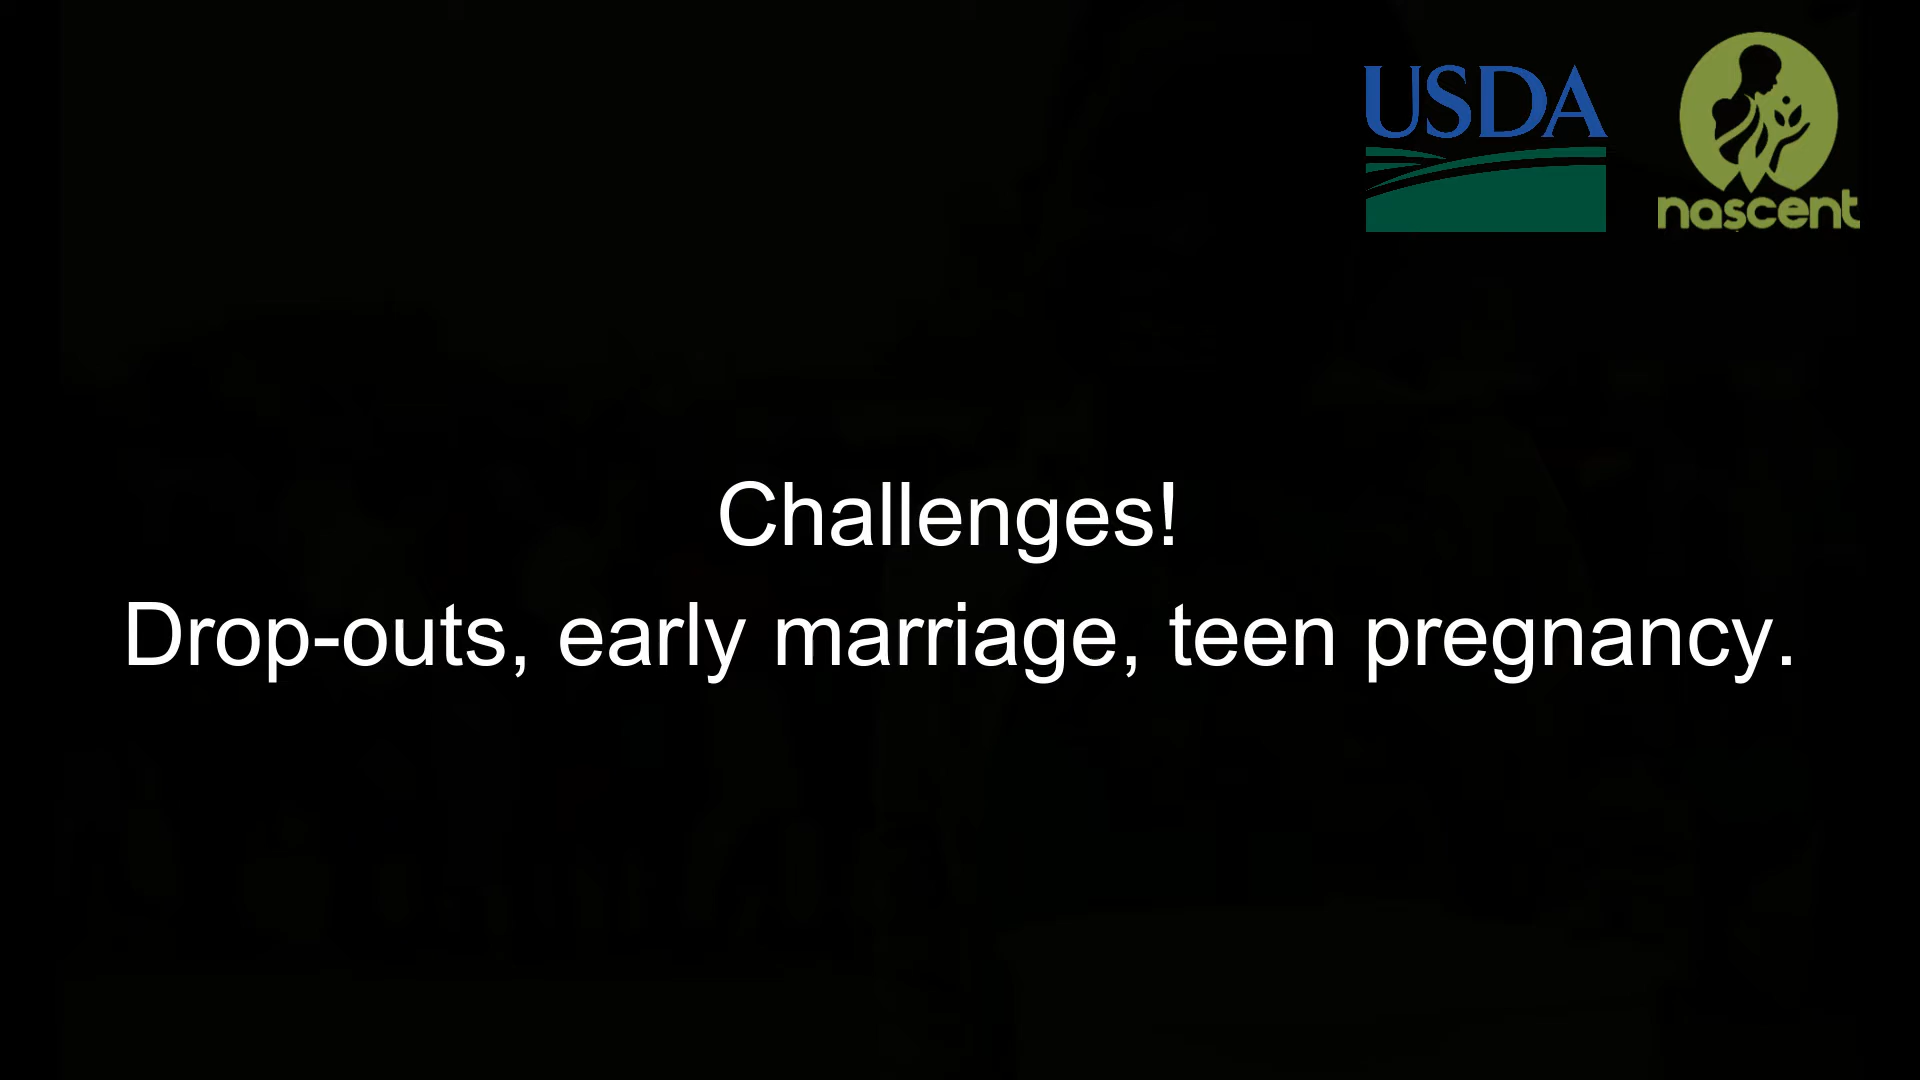 USDA
nascent
Challenges!
Drop-outs, early marriage, teen pregnancy.